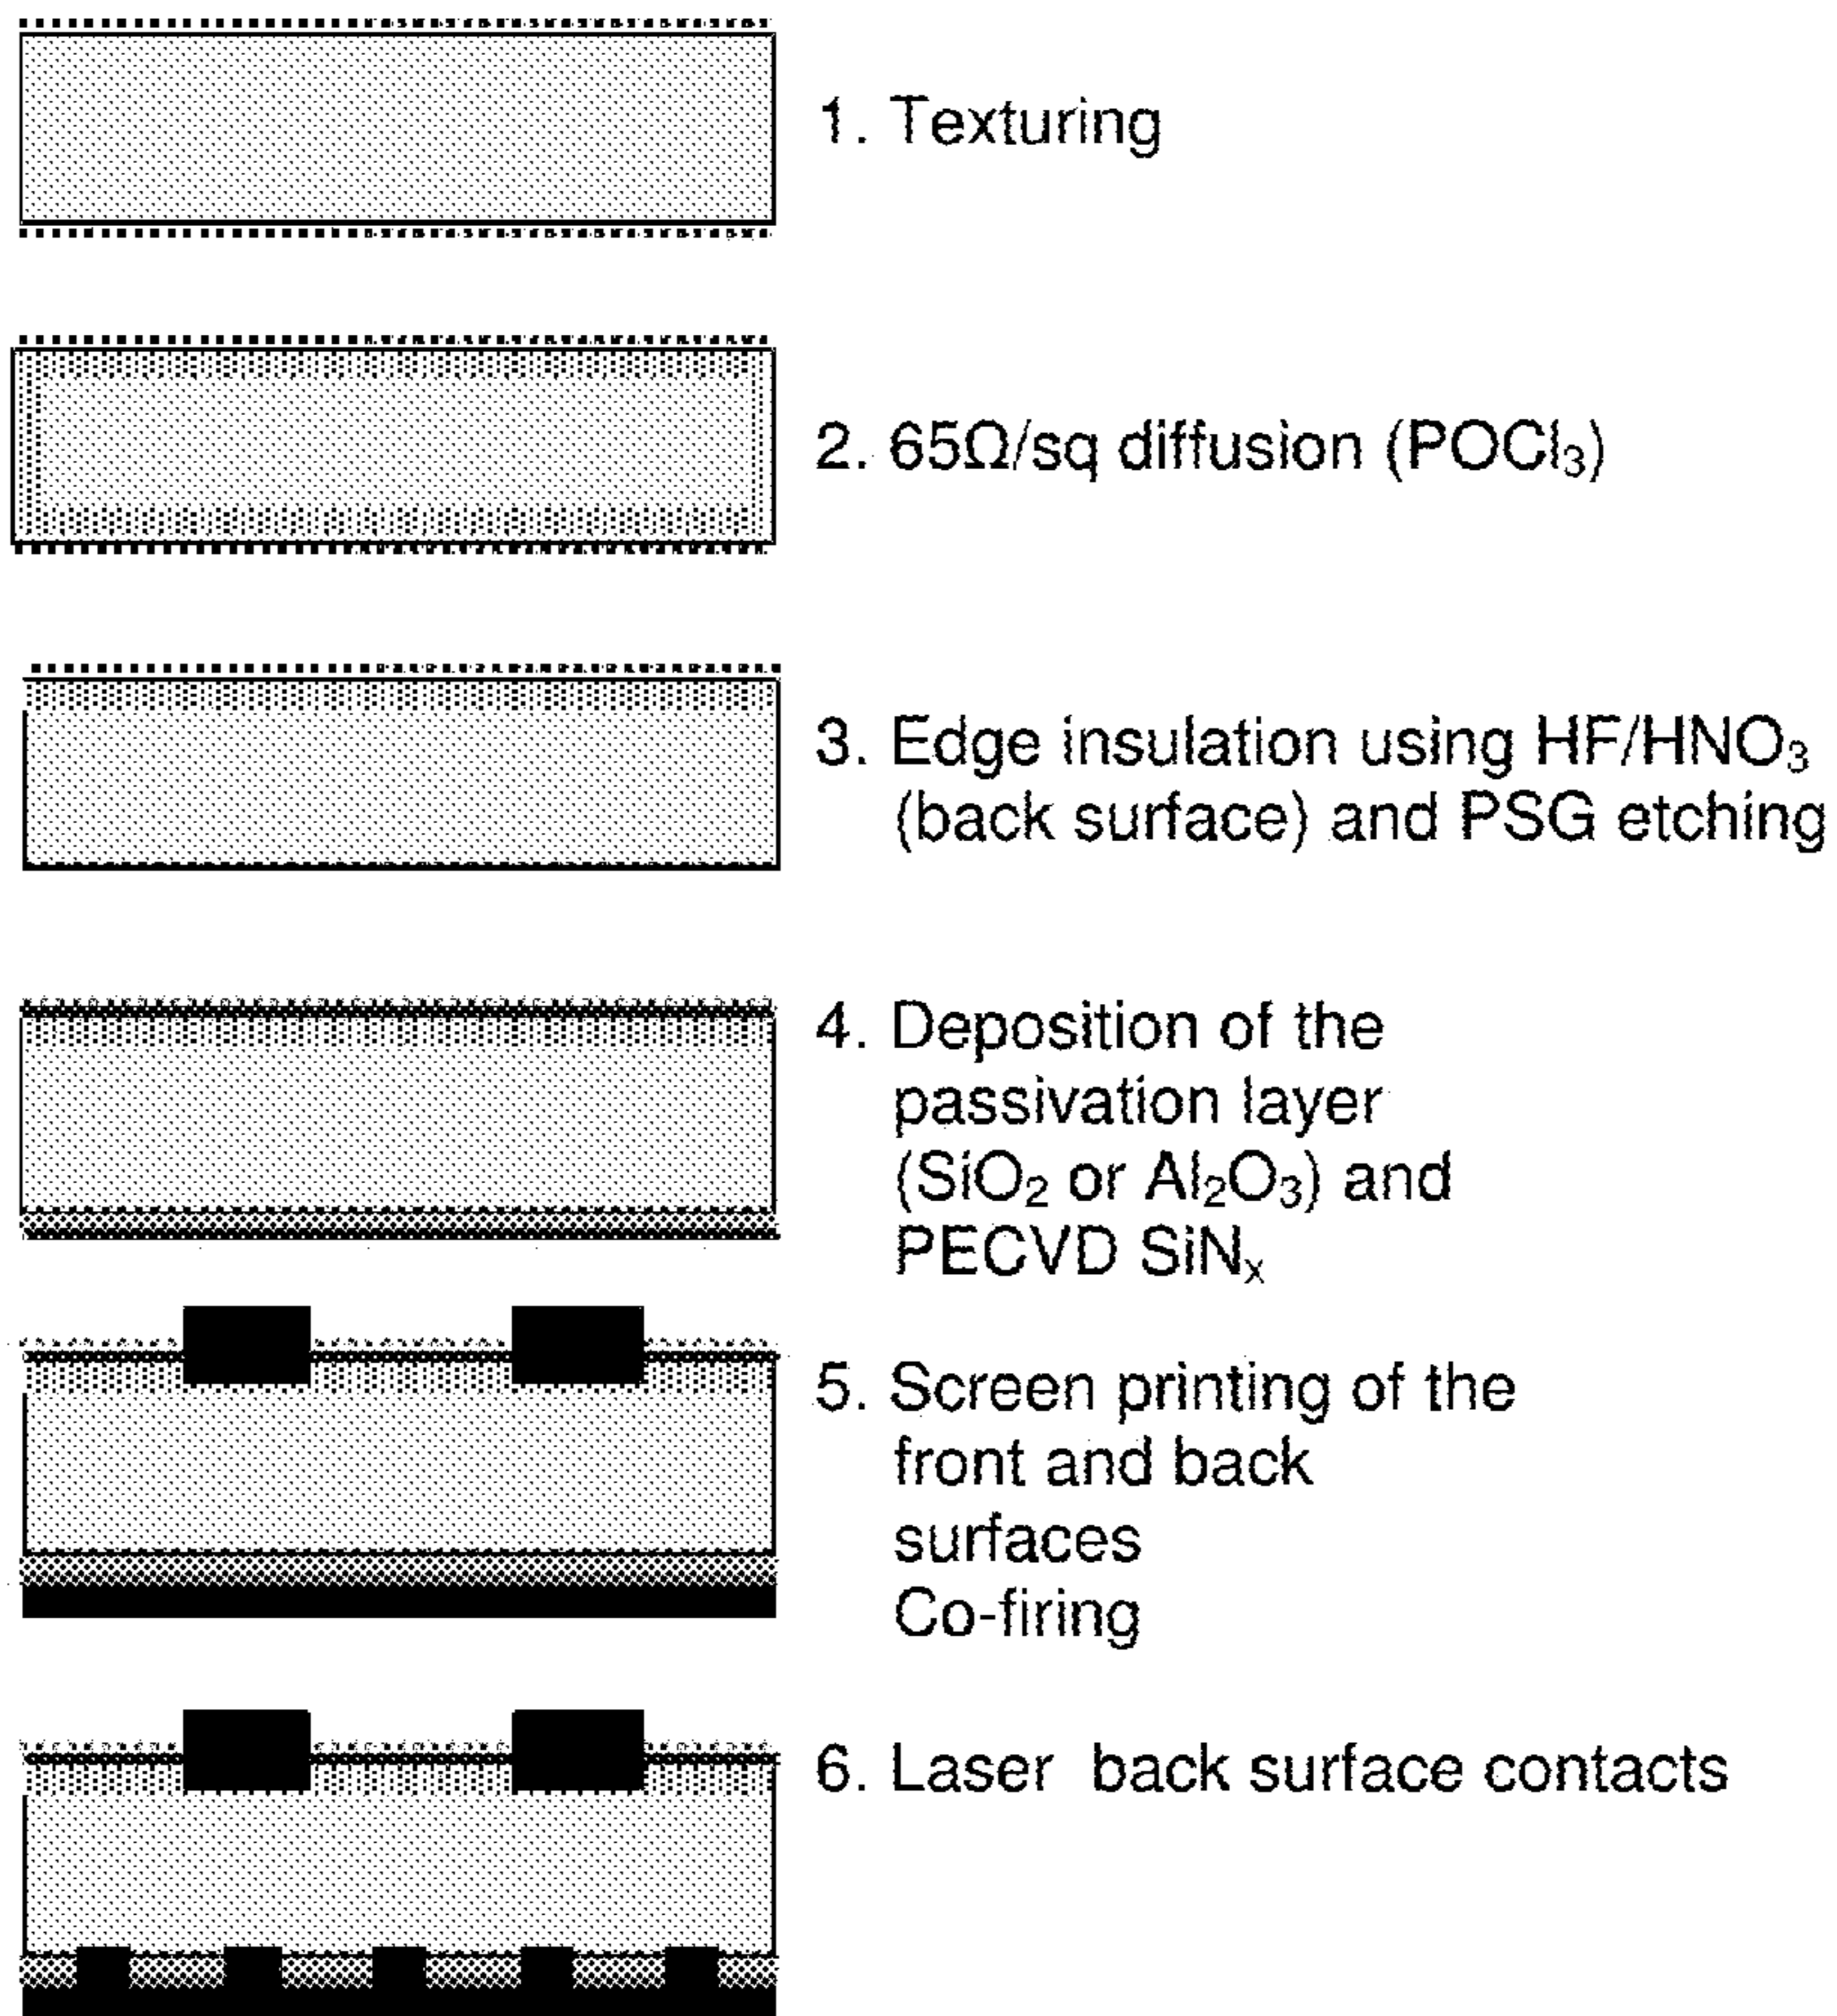 1. Texturing
2. 65Ω/sq diffusion (POCl₃)
3. Edge insulation using HF/HNO₃
(back surface) and PSG etching
4. Deposition of the
passivation layer
(SiO₂ or Al₂O₃) and
PECVD SiNₓ
5. Screen printing of the
front and back
surfaces
Co-firing
6. Laser back surface contacts